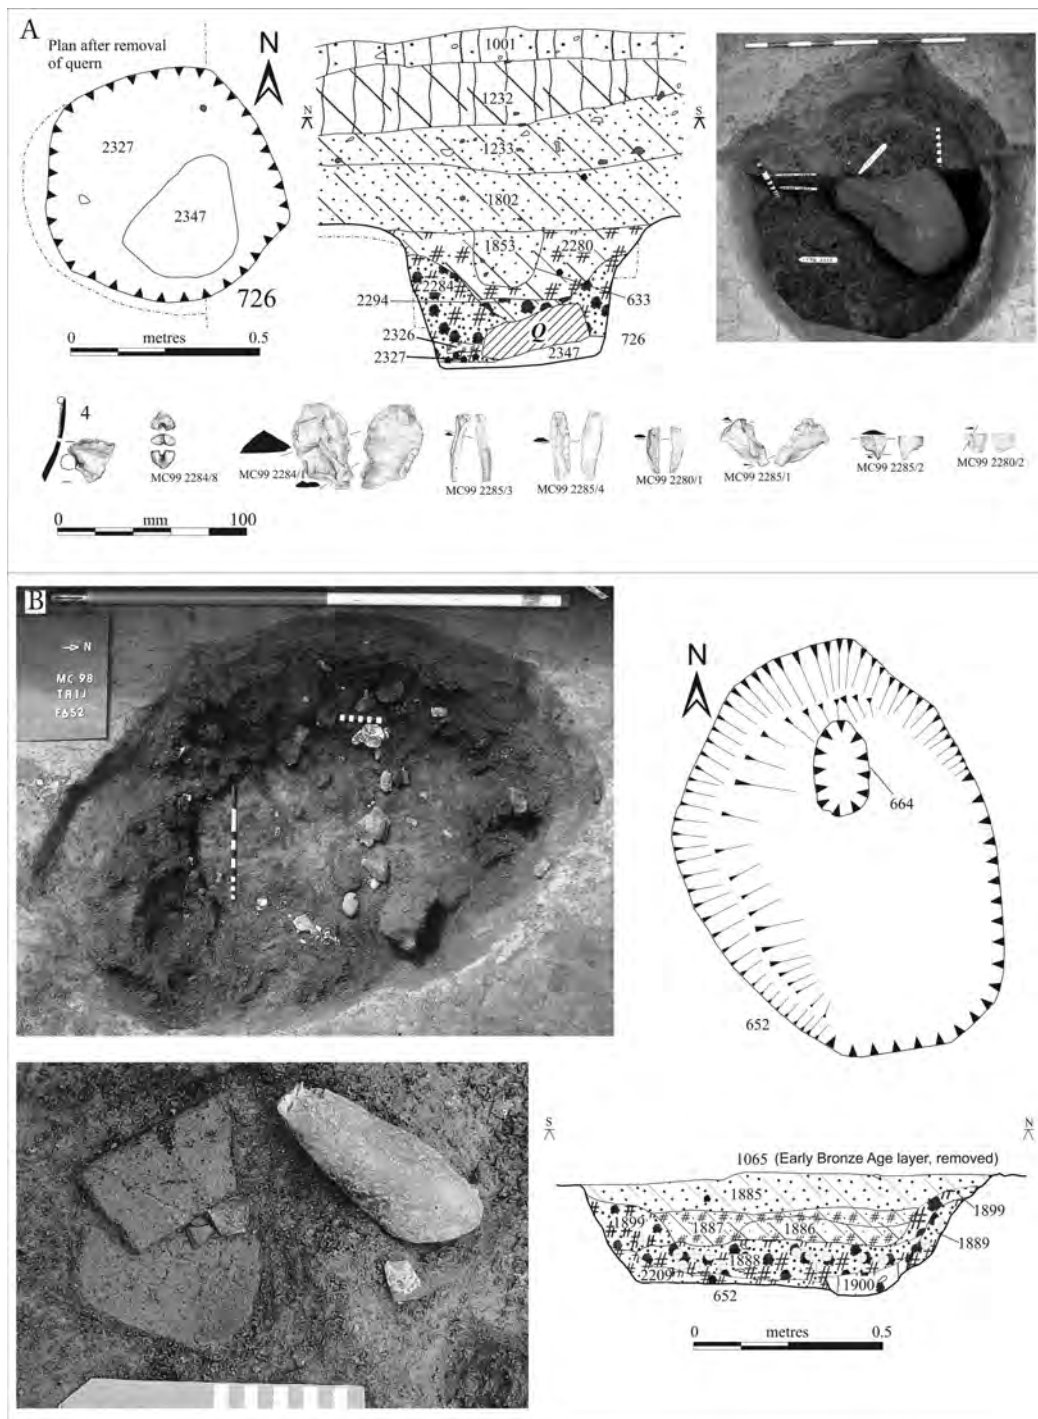 A
Plan after removal
of quern
N
2327
2347
726
0 metres 0.5
N
S
1001
1232
1233
1802
1853
2280
2284
2294
633
2326
Q
726
2327
2347
4
MC99 2284/8
MC99 2284/1
MC99 2285/3
MC99 2285/4
MC99 2280/1
MC99 2285/1
MC99 2285/2
MC99 2280/2
0 mm 100
B
N
MC 98
F652
N
664
652
S
N
1065 (Early Bronze Age layer, removed)
1885
1899
1899
1887
1886
1889
1888
2209
1900
652
0 metres 0.5